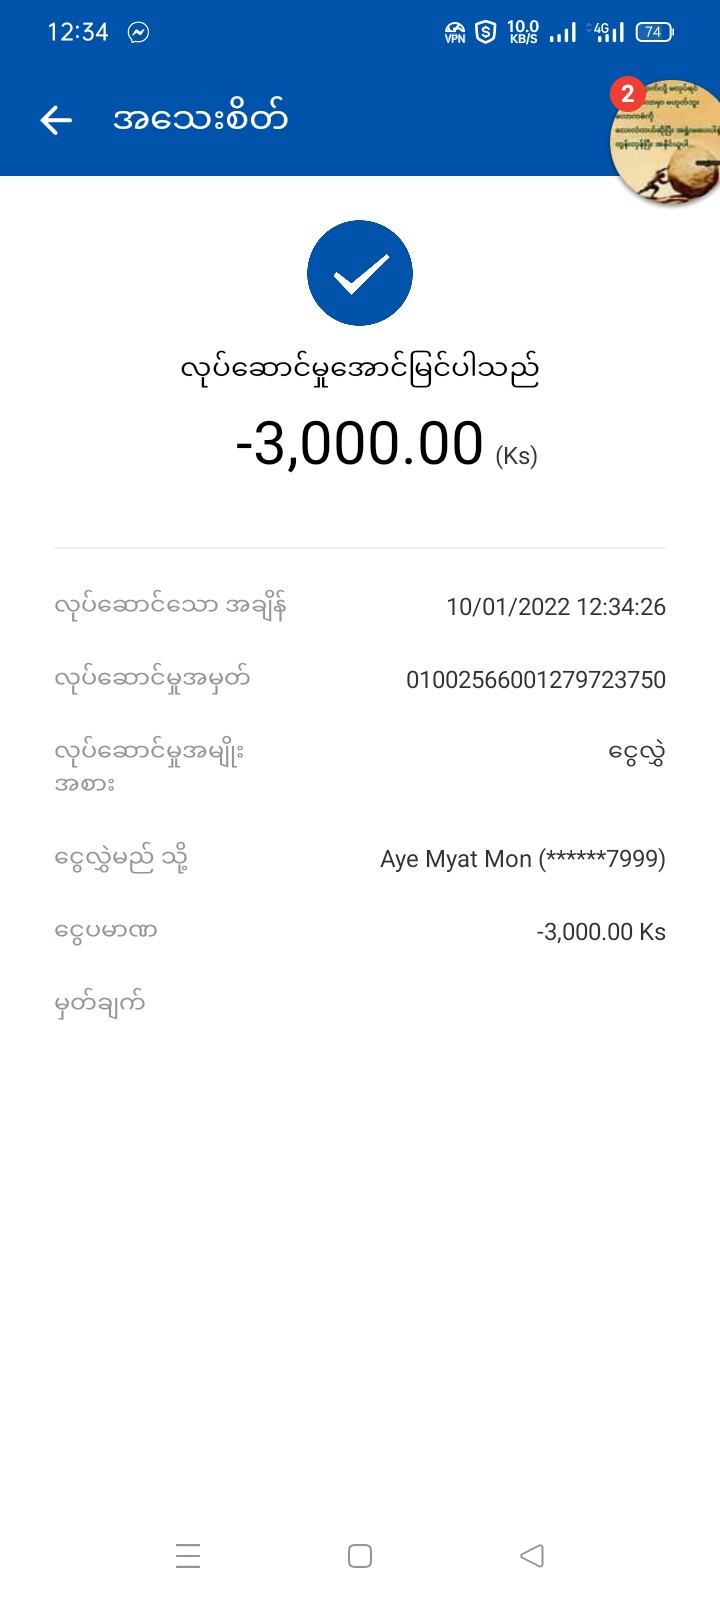 12:34
VPN 10.0 KB/S 4G 74
အသေးစိတ်
2
လုပ်ဆောင်မှုအောင်မြင်ပါသည်
-3,000.00 (Ks)
လုပ်ဆောင်သော အချိန် 10/01/2022 12:34:26
လုပ်ဆောင်မှုအမှတ် 01002566001279723750
လုပ်ဆောင်မှုအမျိုး ငွေလွှဲ
အစား
ငွေလွှဲမည် သို့ Aye Myat Mon (******7999)
ငွေပမာဏ -3,000.00 Ks
မှတ်ချက်